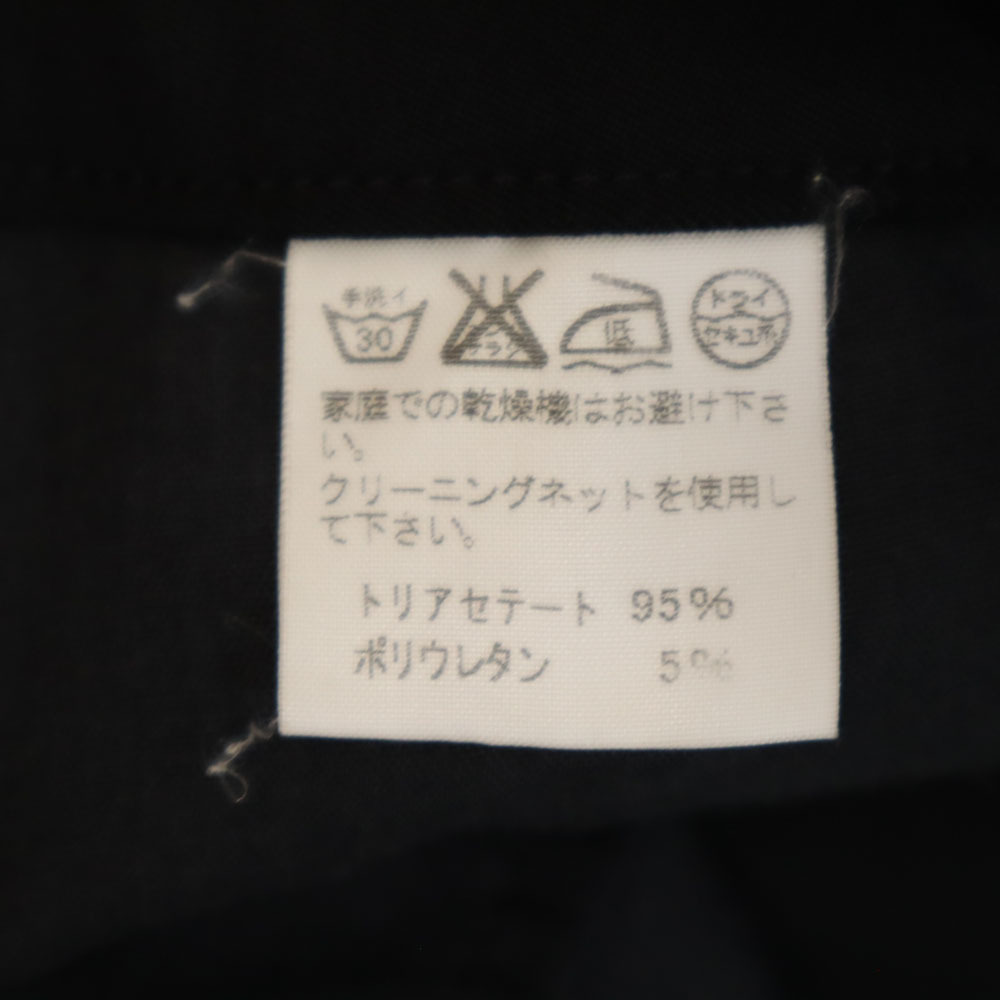 手洗イ
30
エンソ
サラシ
低
ドライ
セキユ系
家庭での乾燥機はお避け下さ
い。
クリーニングネットを使用し
て下さい。
トリアセテート 95%
ポリウレタン 5%